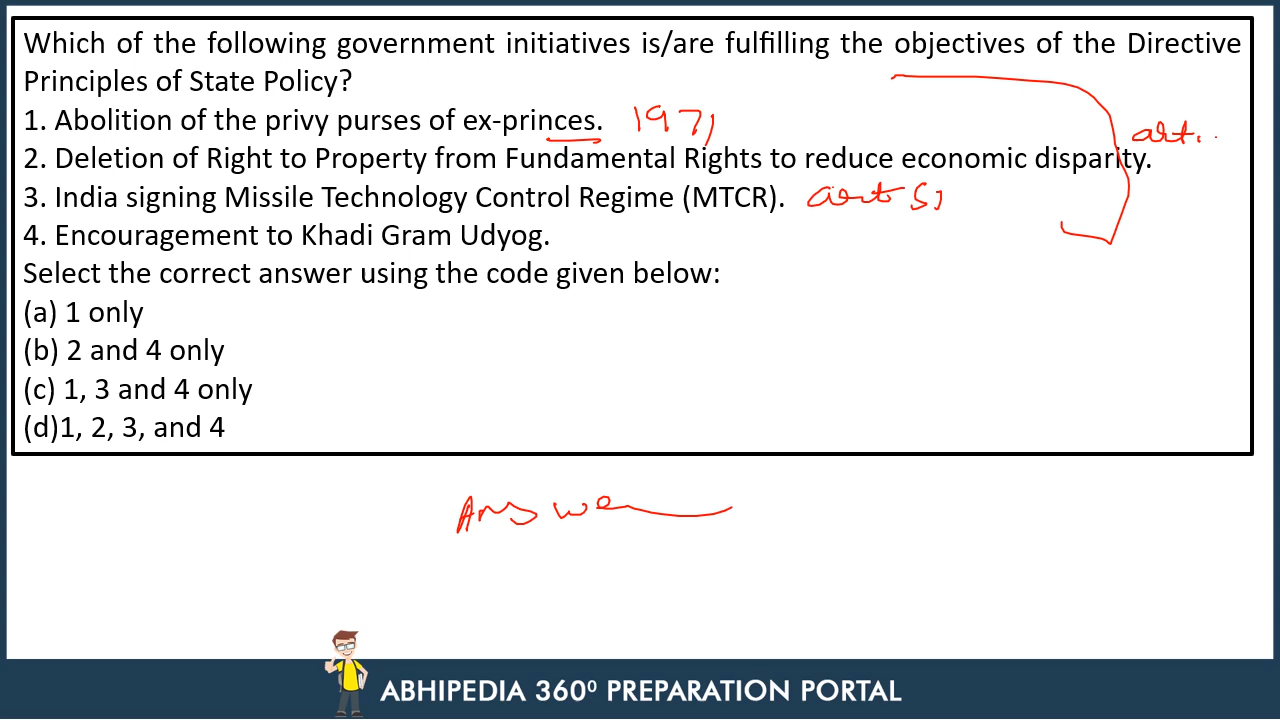 Which of the following government initiatives is/are fulfilling the objectives of the Directive
Principles of State Policy?
1. Abolition of the privy purses of ex-princes. 1971
art.
2. Deletion of Right to Property from Fundamental Rights to reduce economic disparity.
3. India signing Missile Technology Control Regime (MTCR). art 51
4. Encouragement to Khadi Gram Udyog.
Select the correct answer using the code given below:
(a) 1 only
(b) 2 and 4 only
(c) 1, 3 and 4 only
(d)1, 2, 3, and 4
Answe
ABHIPEDIA 360⁰ PREPARATION PORTAL